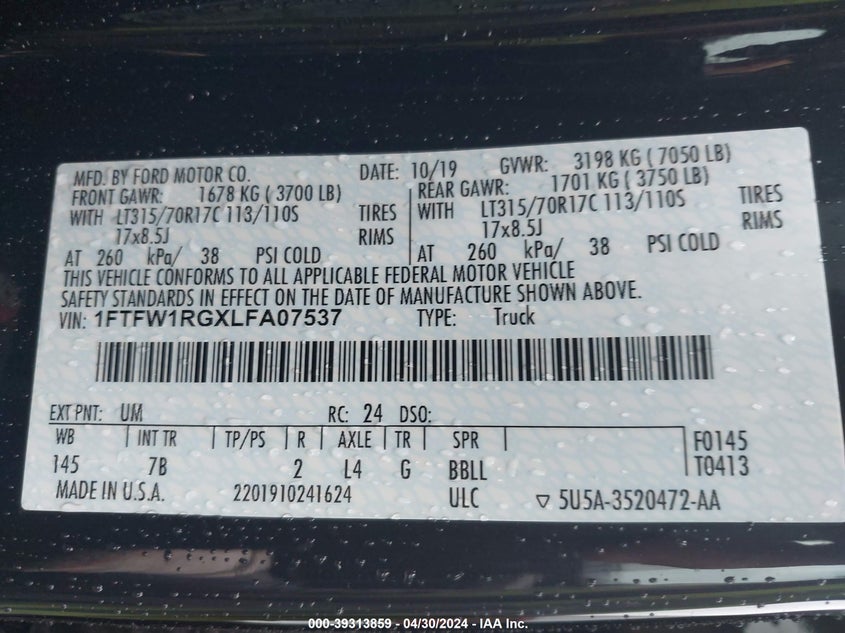 MFD. BY FORD MOTOR CO. DATE: 10/19 GVWR: 3198 KG ( 7050 LB)
FRONT GAWR: 1678 KG ( 3700 LB) REAR GAWR: 1701 KG ( 3750 LB)
WITH LT315/70R17C 113/110S TIRES WITH LT315/70R17C 113/110S TIRES
17x8.5J RIMS 17x8.5J RIMS
AT 260 kPa/ 38 PSI COLD AT 260 kPa/ 38 PSI COLD
THIS VEHICLE CONFORMS TO ALL APPLICABLE FEDERAL MOTOR VEHICLE
SAFETY STANDARDS IN EFFECT ON THE DATE OF MANUFACTURE SHOWN ABOVE.
VIN: 1FTFW1RGXLFA07537 TYPE: Truck
EXT PNT: UM RC: 24 DSO:
WB INT TR TP/PS R AXLE TR SPR F0145
145 7B 2 L4 G BBLL T0413
MADE IN U.S.A. 2201910241624 ULC ▽ 5U5A-3520472-AA
000-39313859 - 04/30/2024 - IAA Inc.